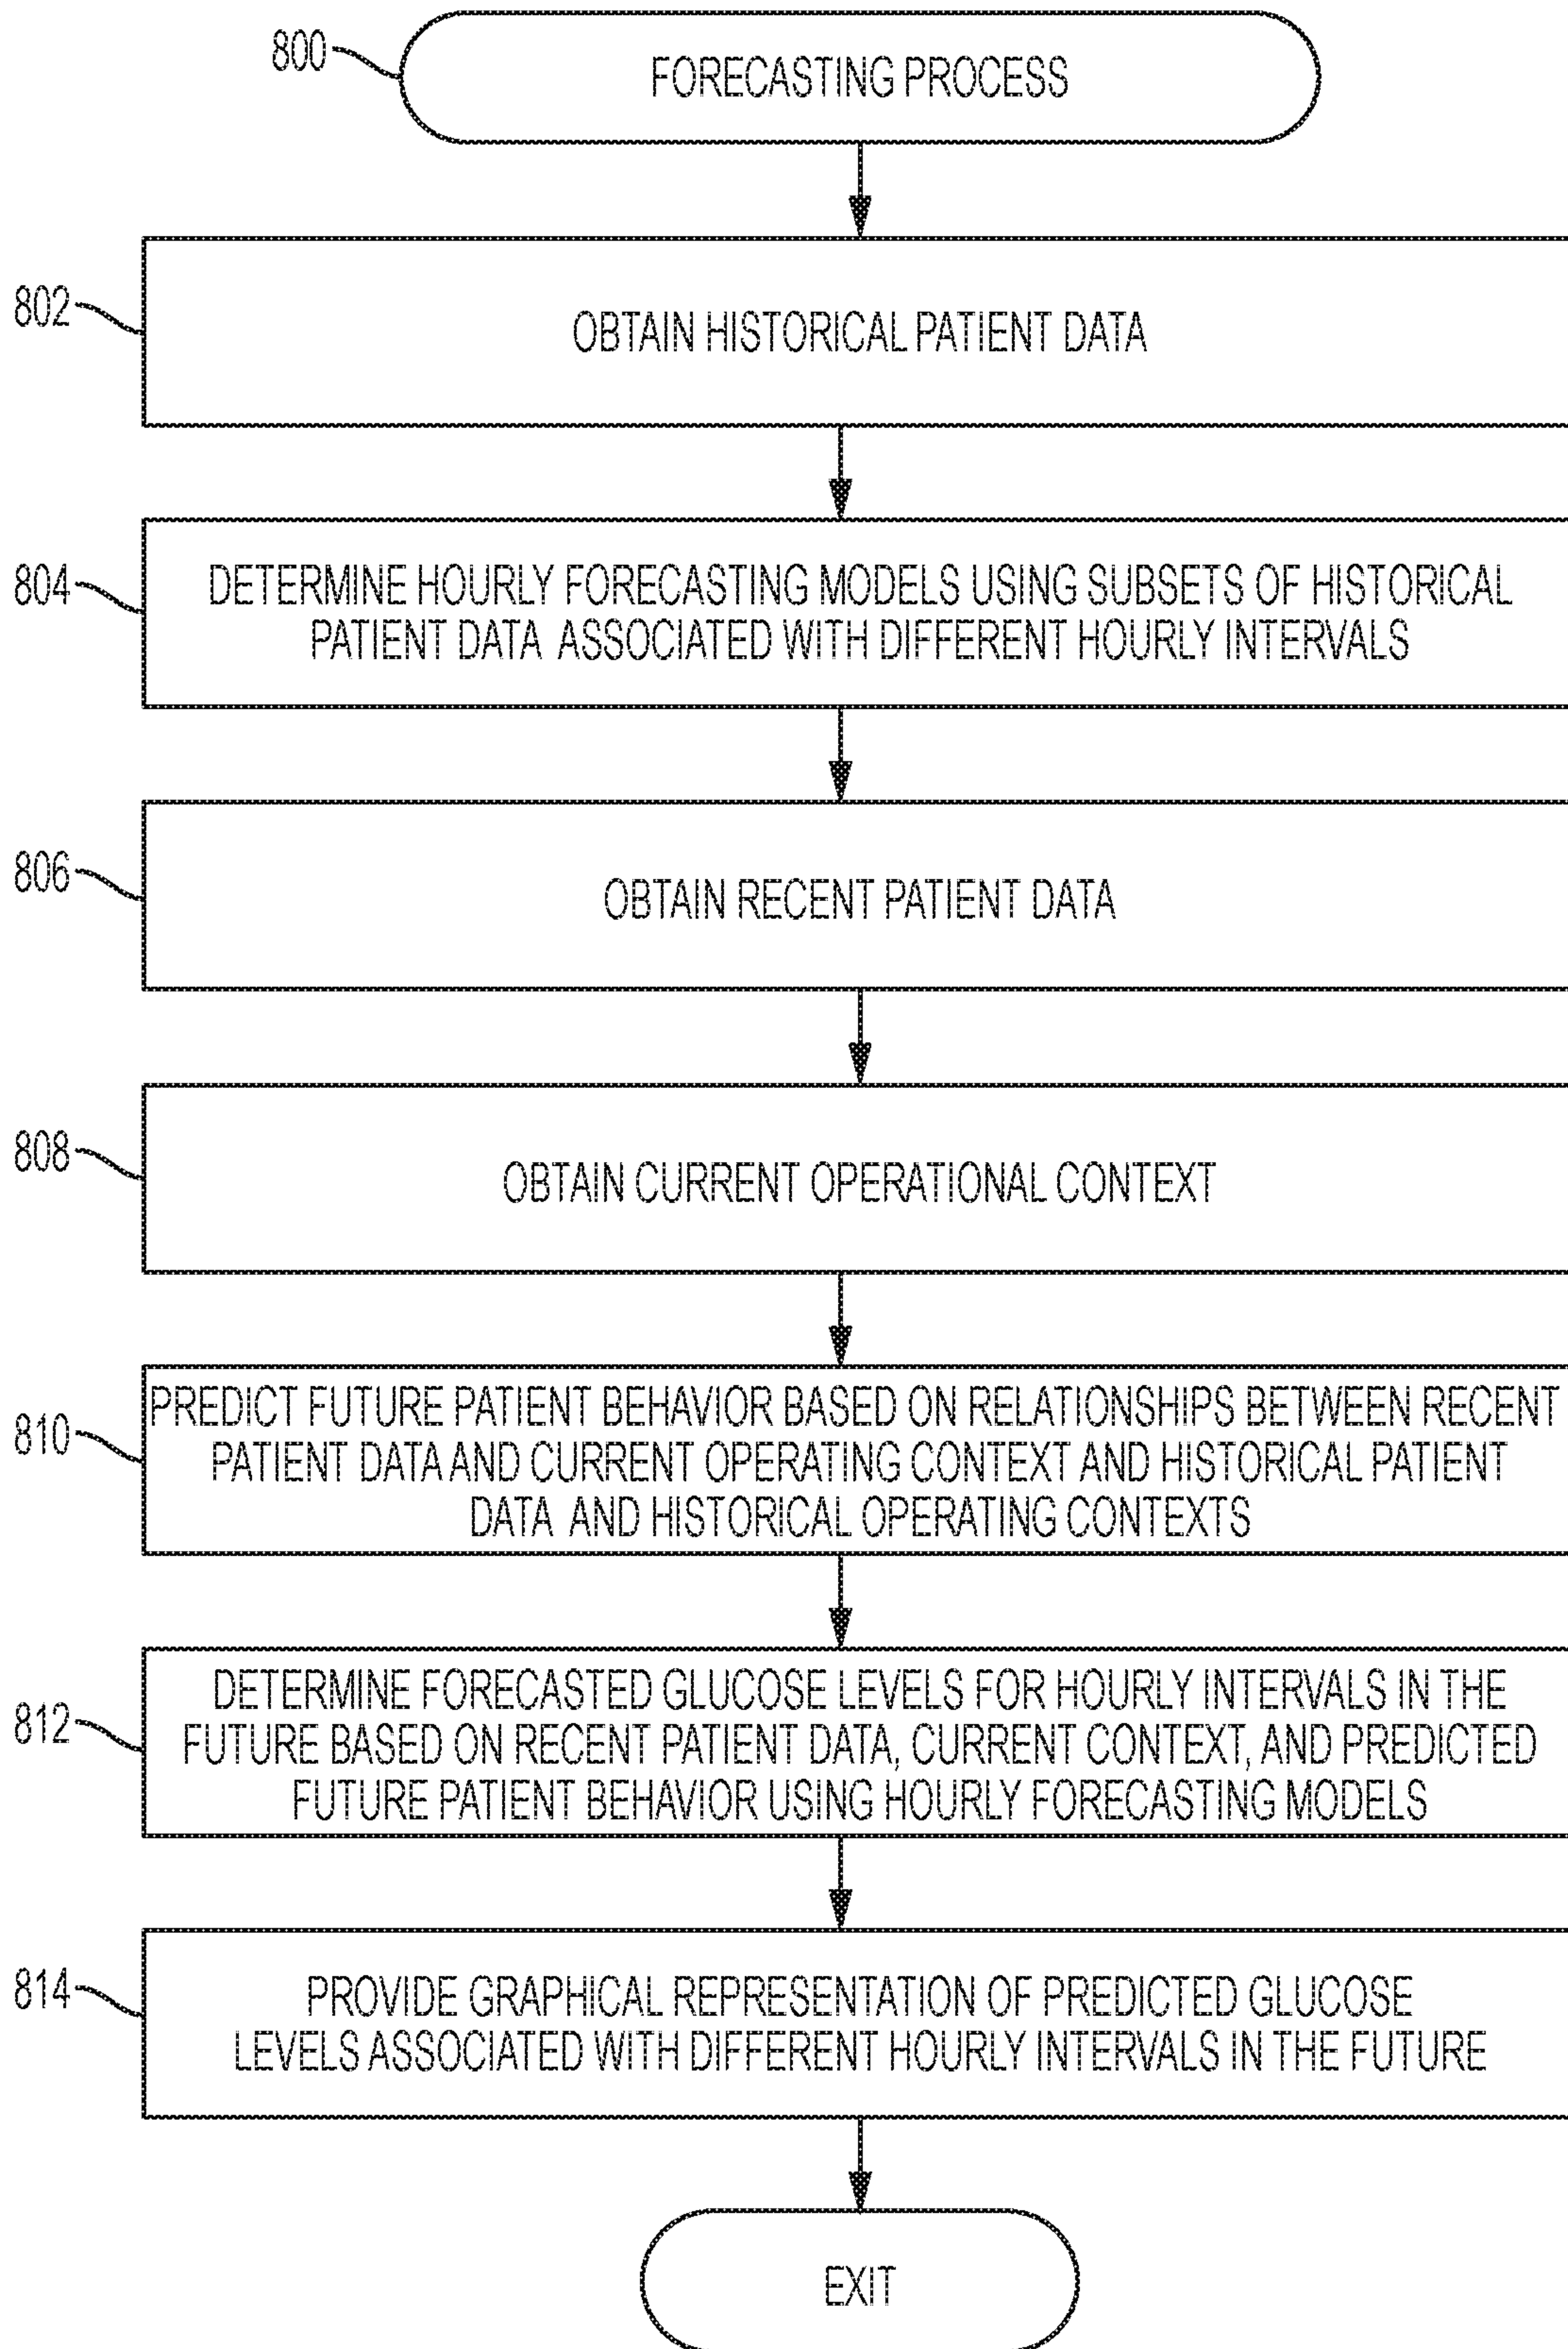 800
FORECASTING PROCESS
802
OBTAIN HISTORICAL PATIENT DATA
804
DETERMINE HOURLY FORECASTING MODELS USING SUBSETS OF HISTORICAL
PATIENT DATA ASSOCIATED WITH DIFFERENT HOURLY INTERVALS
806
OBTAIN RECENT PATIENT DATA
808
OBTAIN CURRENT OPERATIONAL CONTEXT
810
PREDICT FUTURE PATIENT BEHAVIOR BASED ON RELATIONSHIPS BETWEEN RECENT
PATIENT DATA AND CURRENT OPERATING CONTEXT AND HISTORICAL PATIENT
DATA AND HISTORICAL OPERATING CONTEXTS
812
DETERMINE FORECASTED GLUCOSE LEVELS FOR HOURLY INTERVALS IN THE
FUTURE BASED ON RECENT PATIENT DATA, CURRENT CONTEXT, AND PREDICTED
FUTURE PATIENT BEHAVIOR USING HOURLY FORECASTING MODELS
814
PROVIDE GRAPHICAL REPRESENTATION OF PREDICTED GLUCOSE
LEVELS ASSOCIATED WITH DIFFERENT HOURLY INTERVALS IN THE FUTURE
EXIT